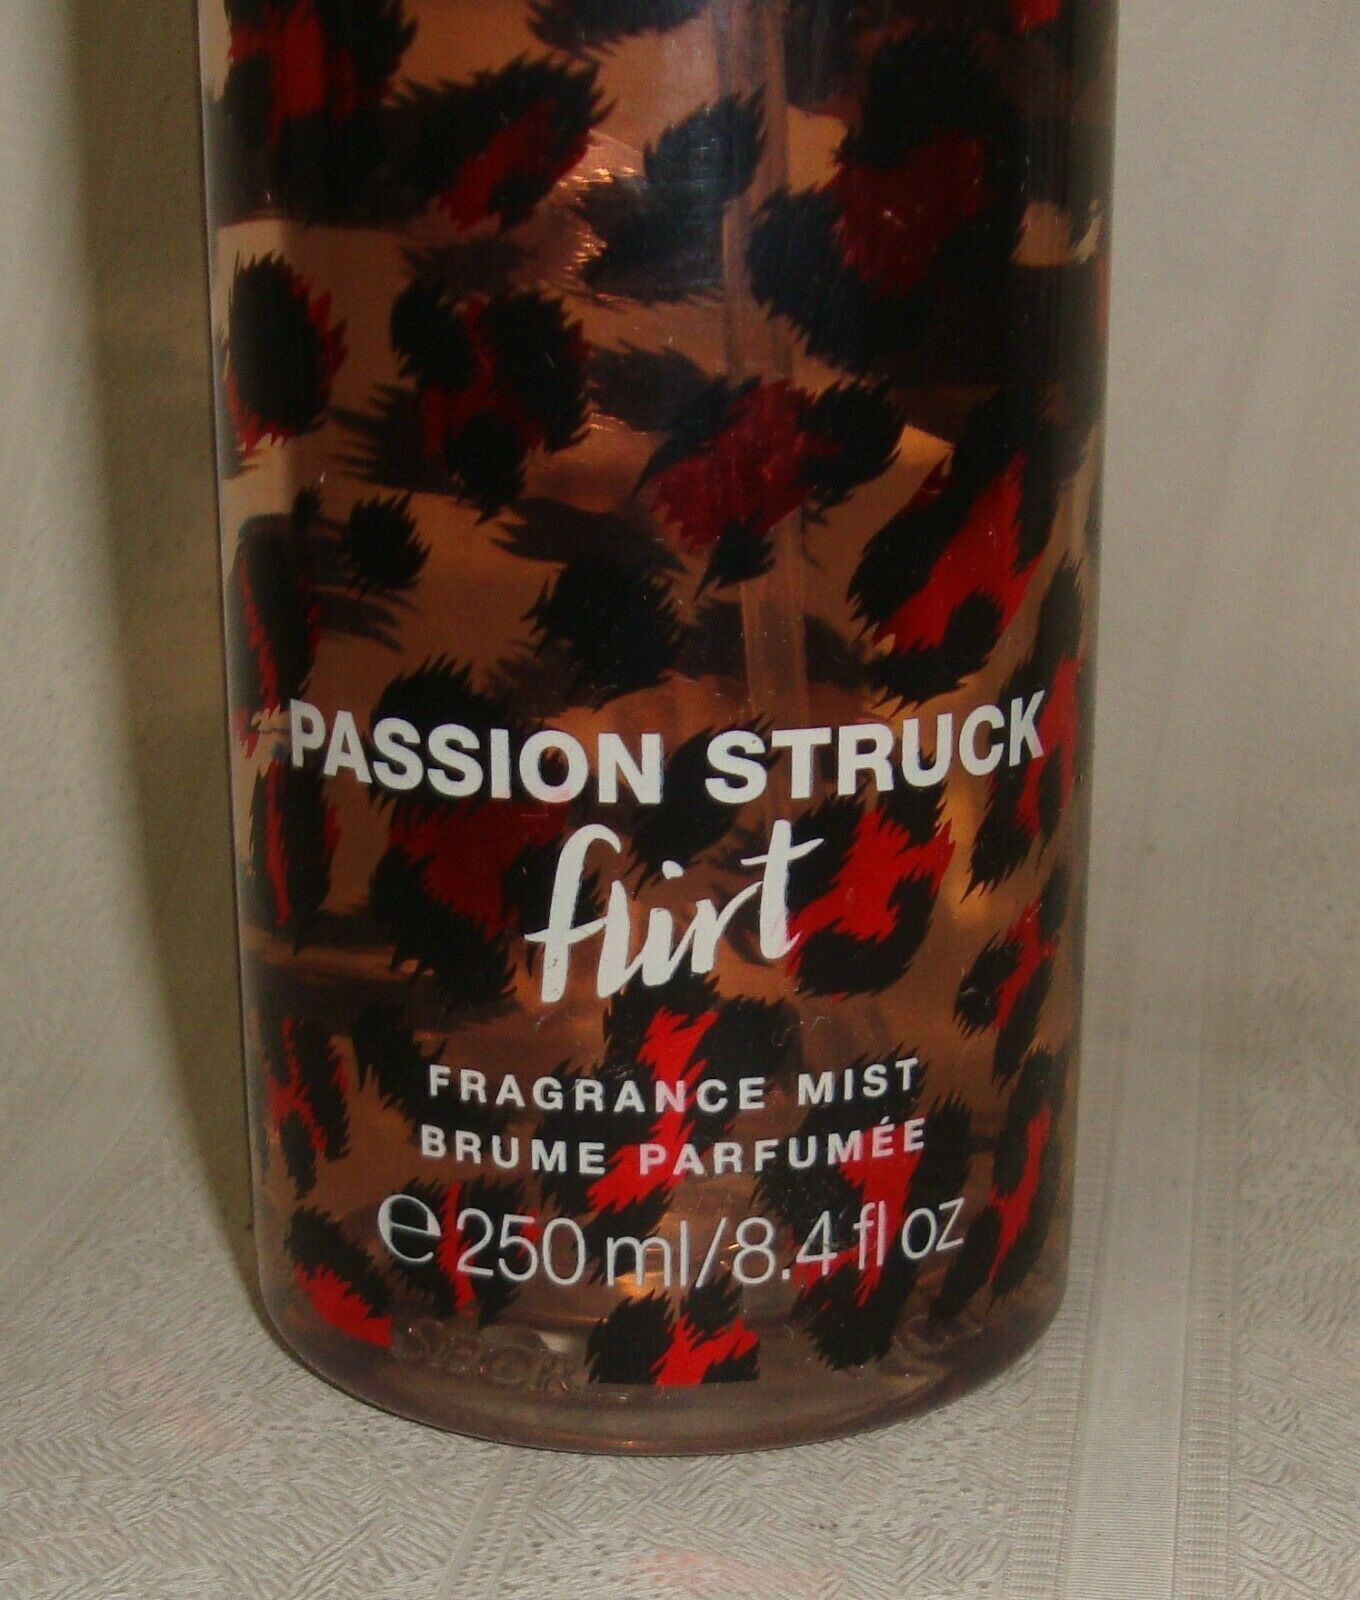 PASSION STRUCK
flirt
FRAGRANCE MIST
BRUME PARFUMÉE
℮ 250 ml/8.4 fl oz